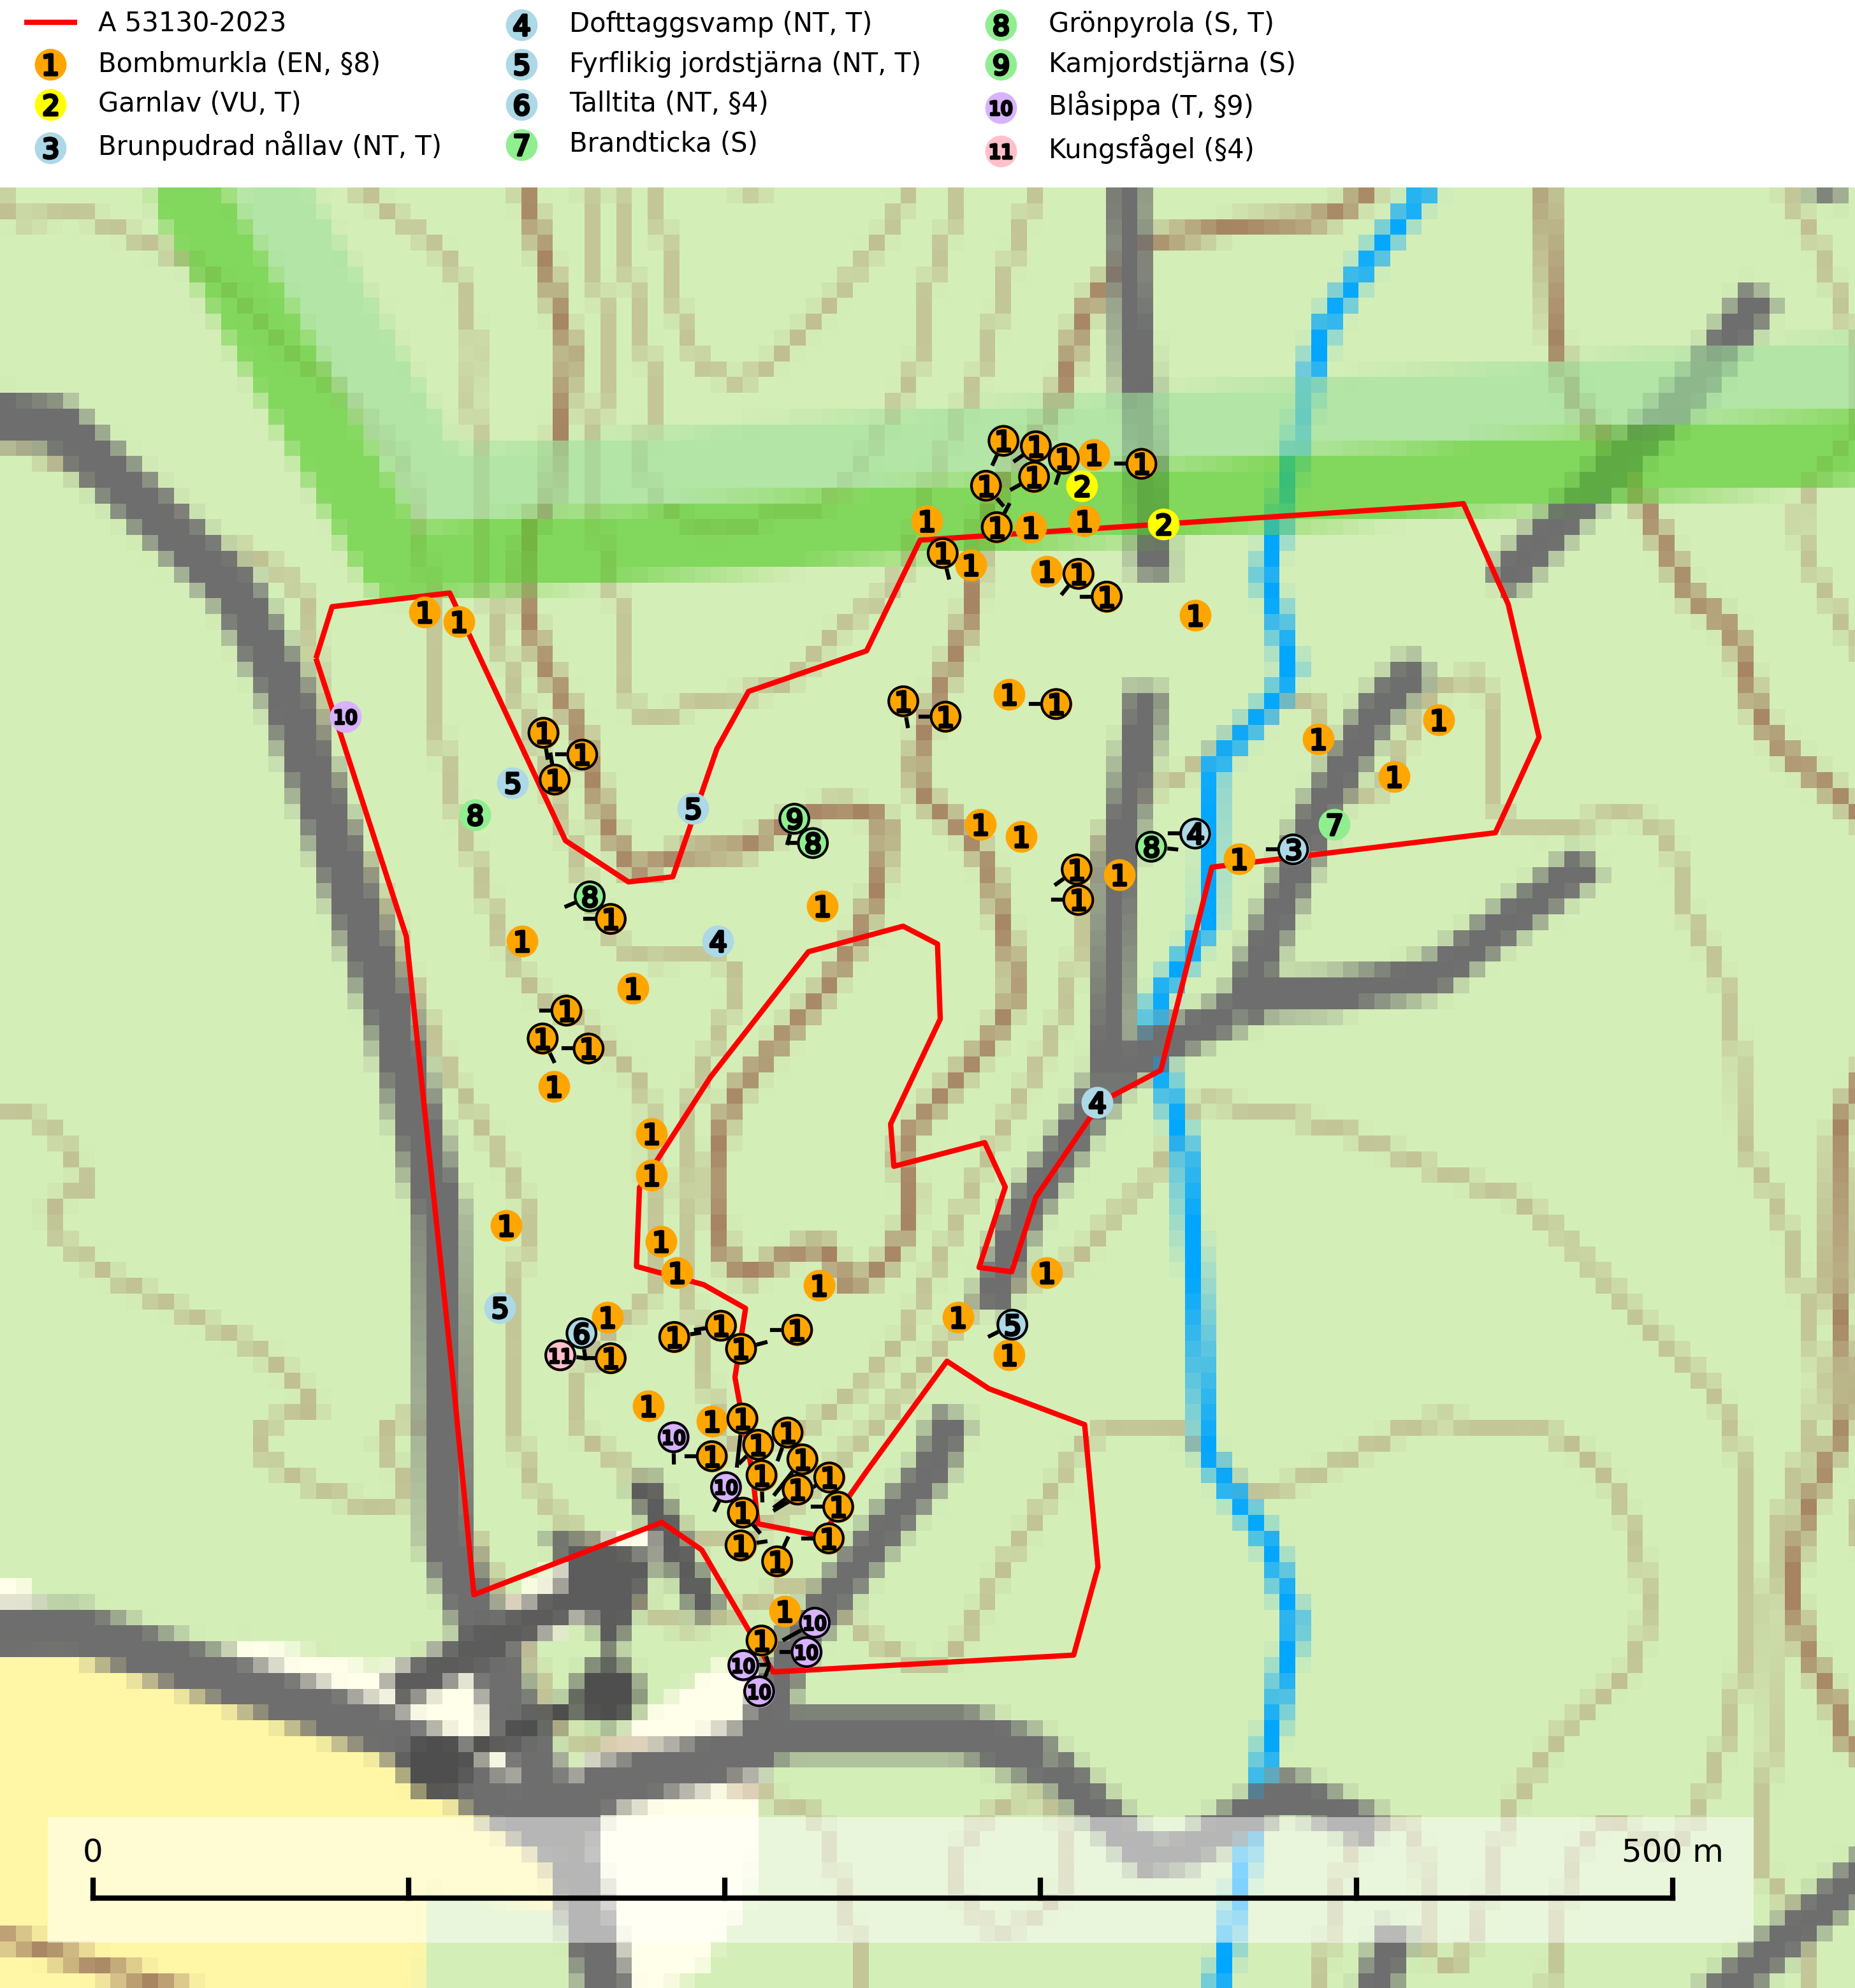 A 53130-2023
1 Bombmurkla (EN, §8)
2 Garnlav (VU, T)
3 Brunpudrad nållav (NT, T)
4 Dofttaggsvamp (NT, T)
5 Fyrflikig jordstjärna (NT, T)
6 Talltita (NT, §4)
7 Brandticka (S)
8 Grönpyrola (S, T)
9 Kamjordstjärna (S)
10 Blåsippa (T, §9)
11 Kungsfågel (§4)
0 500 m